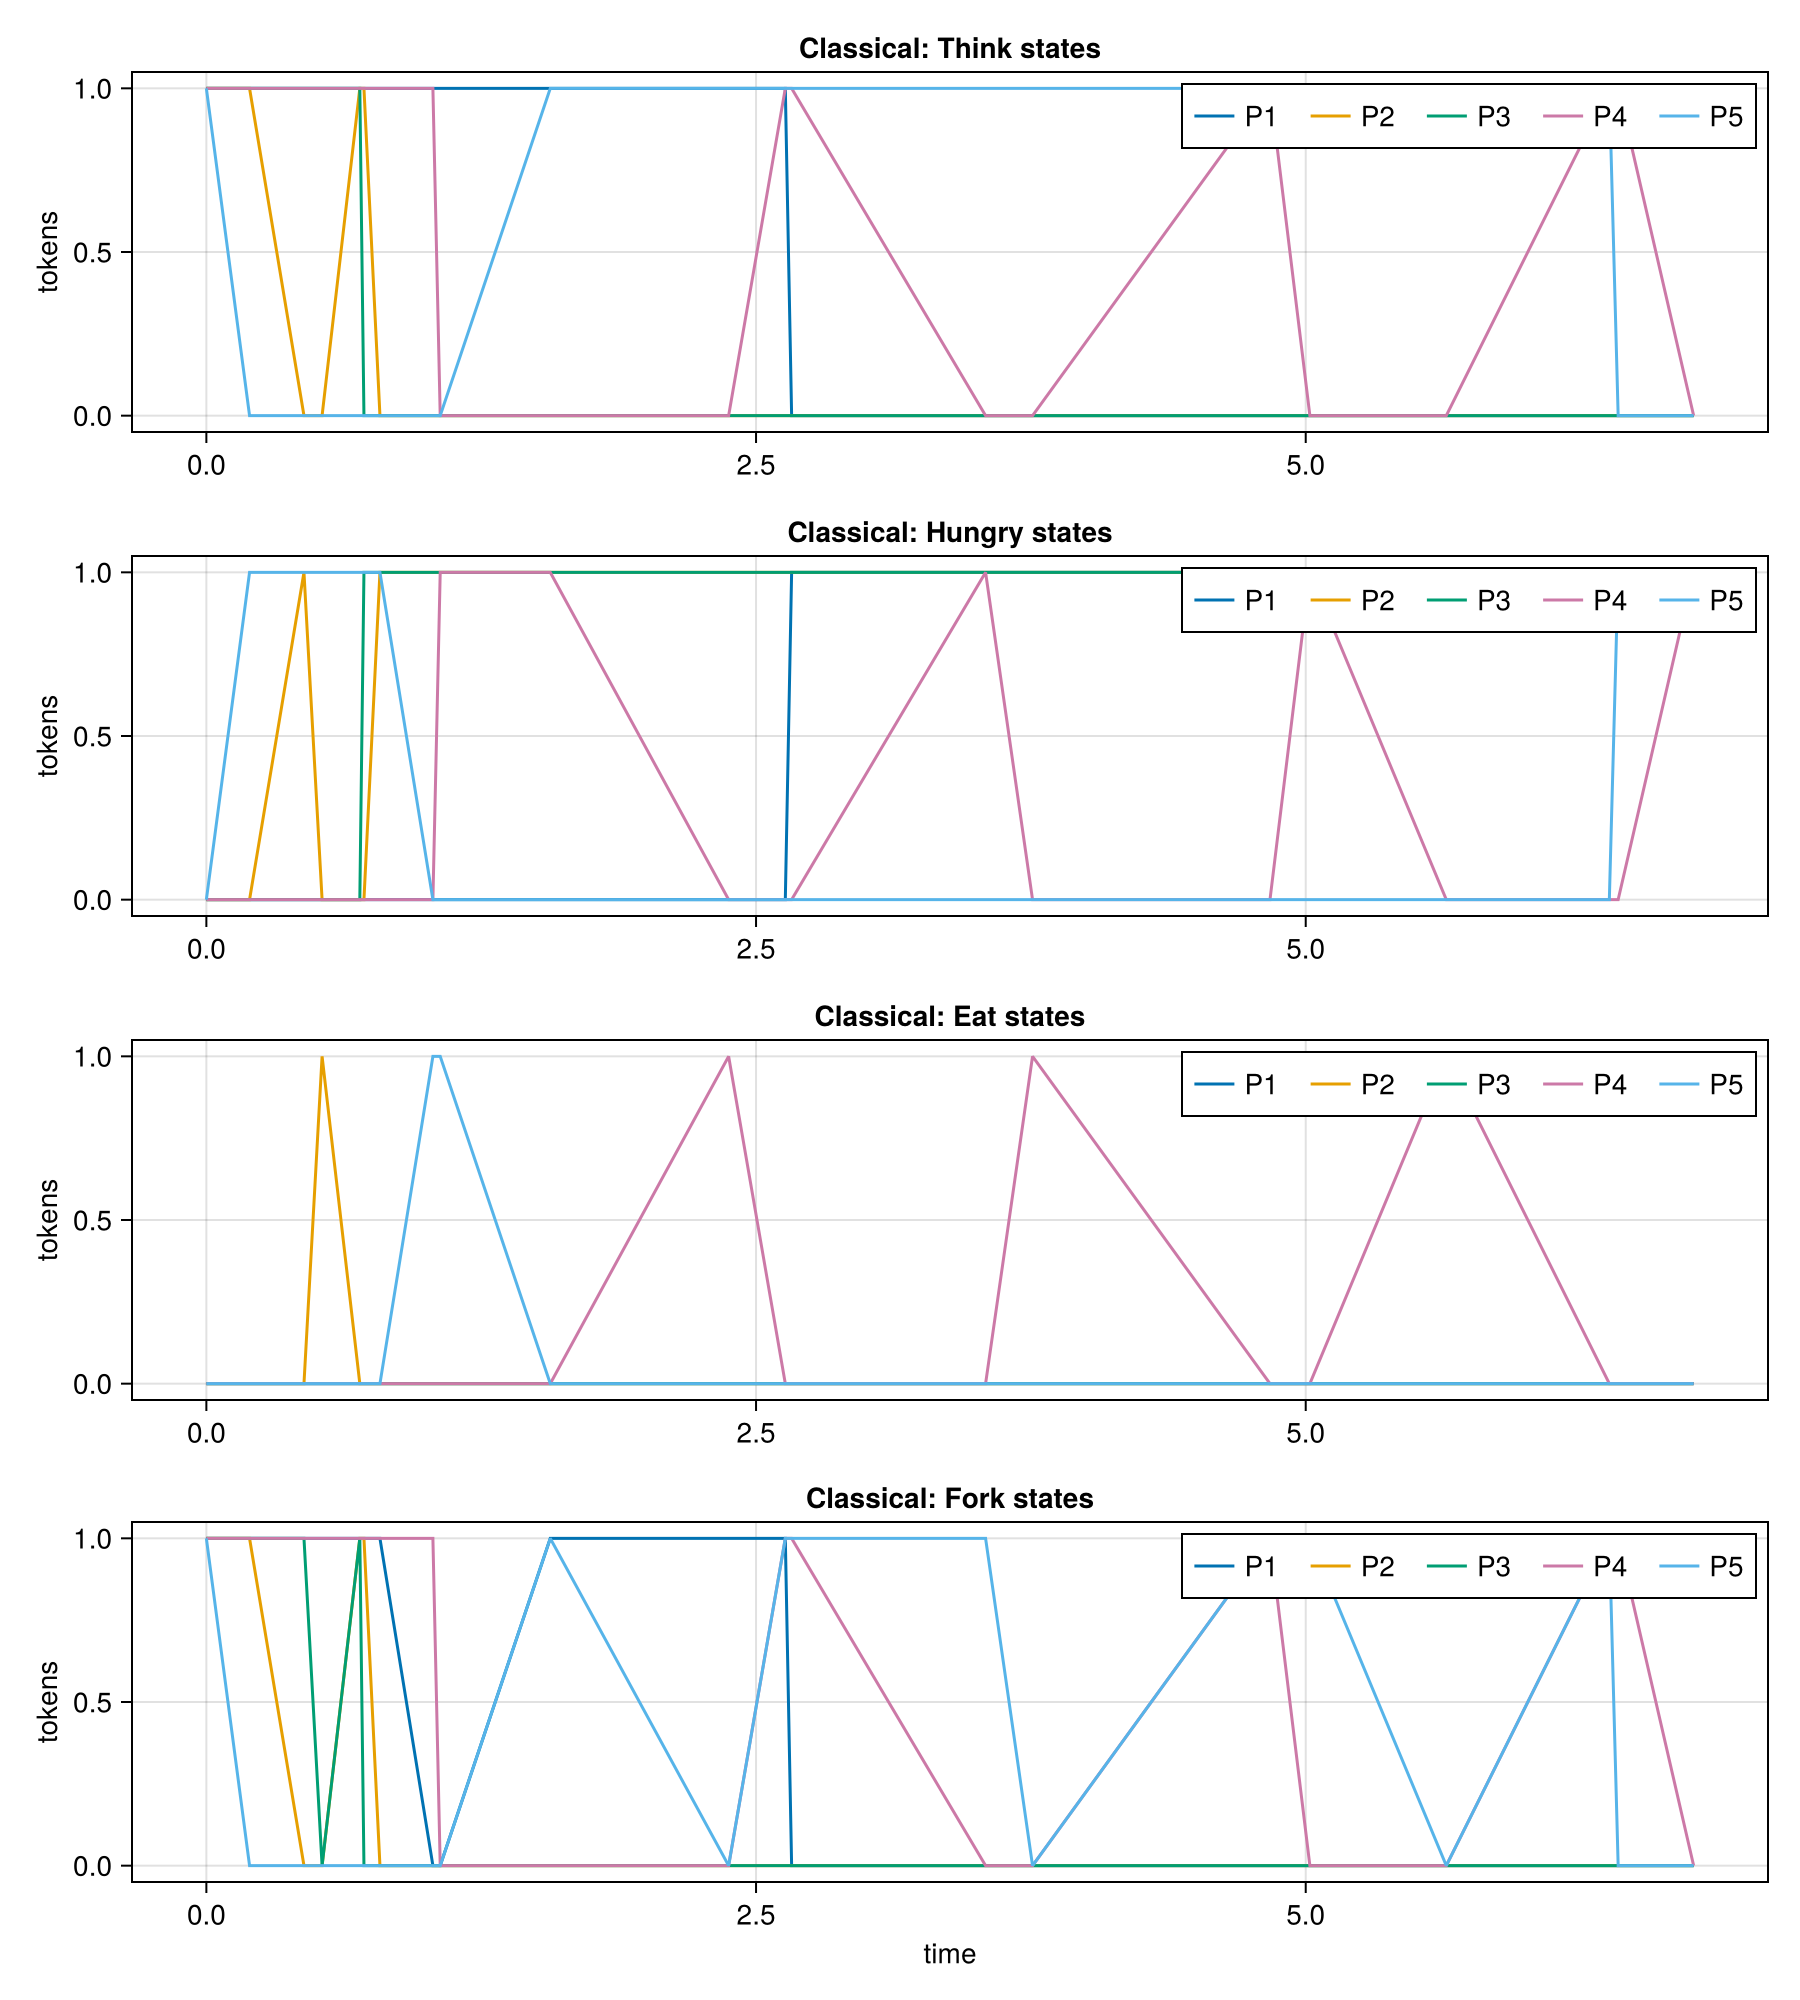 Classical: Think states
1.0
P1 P2 P3 P4 P5
tokens
0.5
0.0
0.0 2.5 5.0
Classical: Hungry states
1.0
P1 P2 P3 P4 P5
tokens
0.5
0.0
0.0 2.5 5.0
Classical: Eat states
1.0
P1 P2 P3 P4 P5
tokens
0.5
0.0
0.0 2.5 5.0
Classical: Fork states
1.0
P1 P2 P3 P4 P5
tokens
0.5
0.0
0.0 2.5 5.0
time